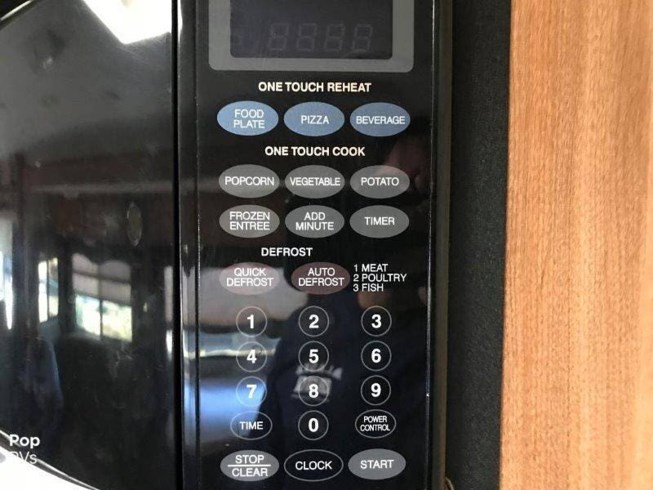 ONE TOUCH REHEAT
FOOD PLATE PIZZA BEVERAGE
ONE TOUCH COOK
POPCORN VEGETABLE POTATO
FROZEN ENTREE ADD MINUTE TIMER
DEFROST
QUICK DEFROST AUTO DEFROST 1 MEAT
2 POULTRY
3 FISH
1 2 3
4 5 6
7 8 9
TIME 0 POWER CONTROL
STOP CLEAR CLOCK START
Pop
RVs